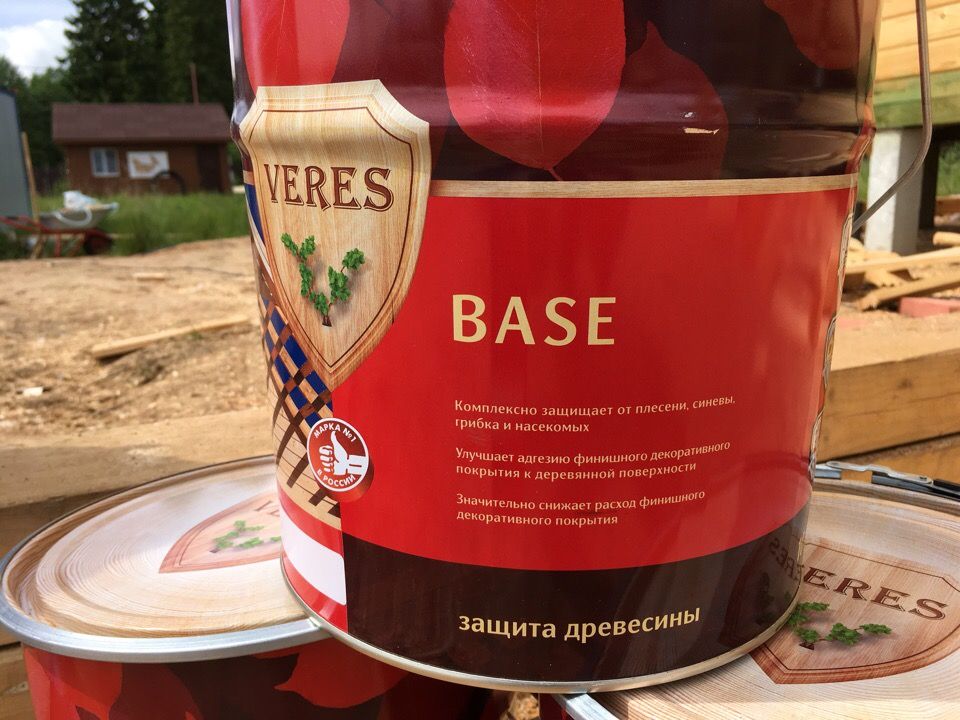 VERES
BASE
Комплексно защищает от плесени, синевы,
грибка и насекомых
Улучшает адгезию финишного декоративного
покрытия к деревянной поверхности
Значительно снижает расход финишного
декоративного покрытия
МАРКА №1
В РОССИИ
защита древесины
VERES